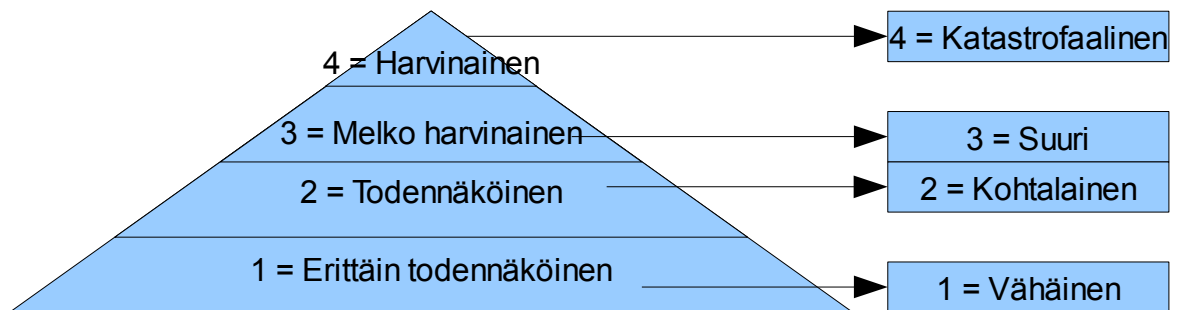 4 = Harvinainen
4 = Katastrofaalinen
3 = Melko harvinainen
3 = Suuri
2 = Todennäköinen
2 = Kohtalainen
1 = Erittäin todennäköinen
1 = Vähäinen